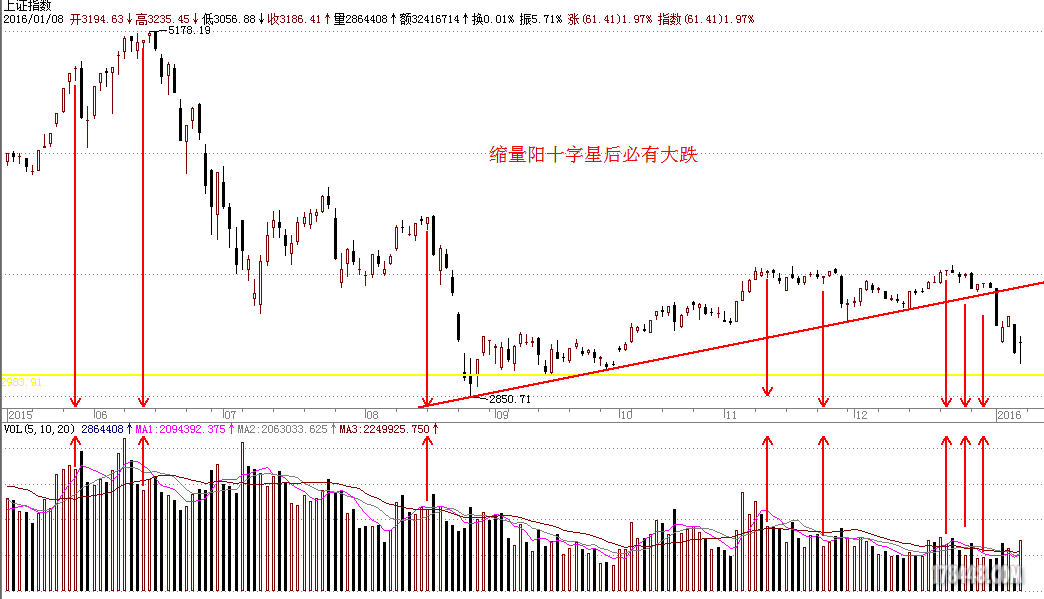 上证指数
2016/01/08 开3194.63↓高3235.45↓低3056.88↓收3186.41↑量2864408↑额32416714↑换0.01% 振5.71% 涨(61.41)1.97% 指数(61.41)1.97%
5178.19
缩量阳十字星后必有大跌
2983.91
2850.71
2015 06 07 08 09 10 11 12 2016
VOL(5,10,20) 2864408↑MA1:2094392.375↑MA2:2063033.625↑MA3:2249925.750↑
178448.COM